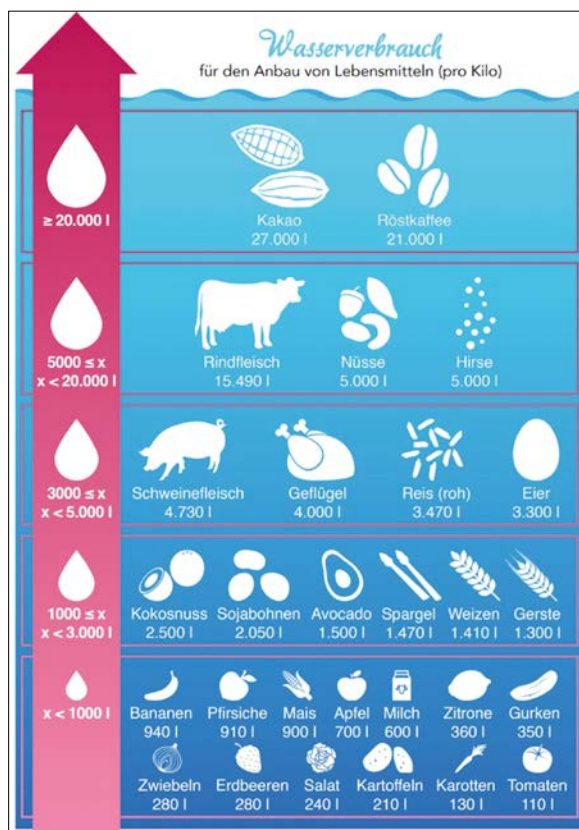 Wasserverbrauch
für den Anbau von Lebensmitteln (pro Kilo)
≥ 20.000 l
Kakao
27.000 l
Röstkaffee
21.000 l
5000 ≤ x
x < 20.000 l
Rindfleisch
15.490 l
Nüsse
5.000 l
Hirse
5.000 l
3000 ≤ x
x < 5.000 l
Schweinefleisch
4.730 l
Geflügel
4.000 l
Reis (roh)
3.470 l
Eier
3.300 l
1000 ≤ x
x < 3.000 l
Kokosnuss
2.500 l
Sojabohnen
2.050 l
Avocado
1.500 l
Spargel
1.470 l
Weizen
1.410 l
Gerste
1.300 l
x < 1000 l
Bananen
940 l
Pfirsiche
910 l
Mais
900 l
Apfel
700 l
Milch
600 l
Zitrone
360 l
Gurken
350 l
Zwiebeln
280 l
Erdbeeren
280 l
Salat
240 l
Kartoffeln
210 l
Karotten
130 l
Tomaten
110 l